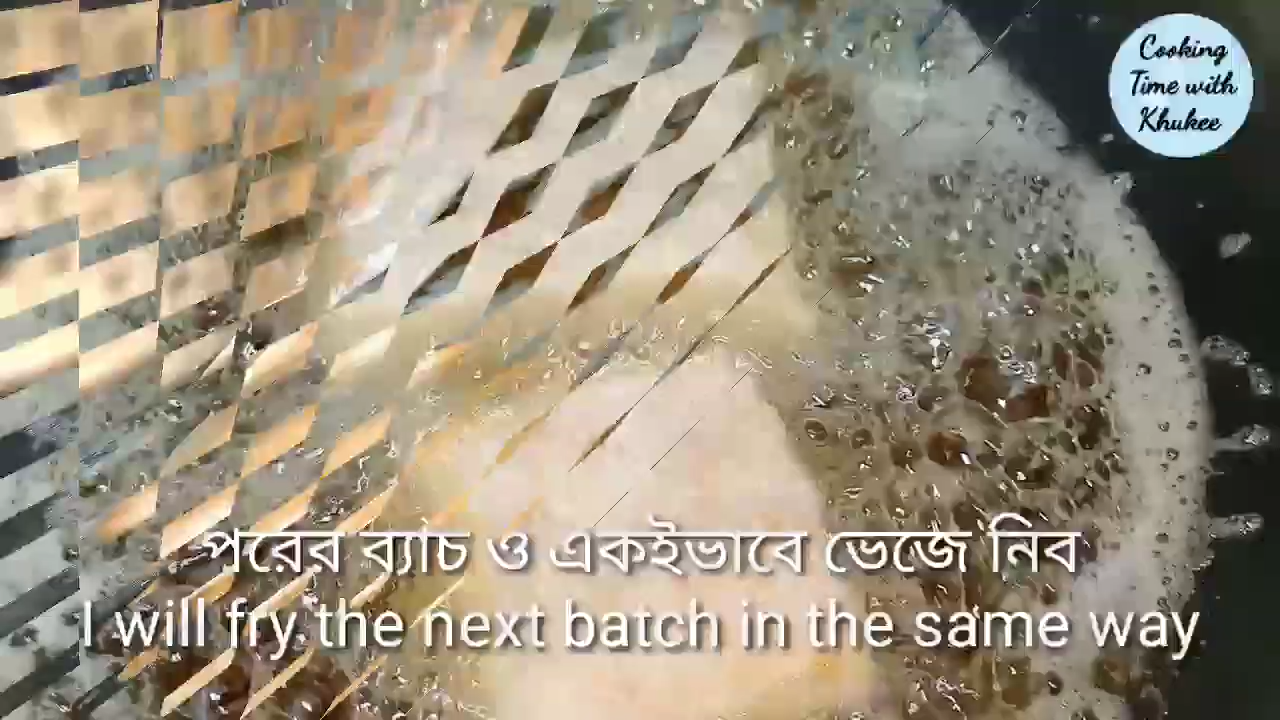 Cooking
Time with
Khukee
পরের ব্যাচ ও একইভাবে ভেজে নিব
I will fry the next batch in the same way